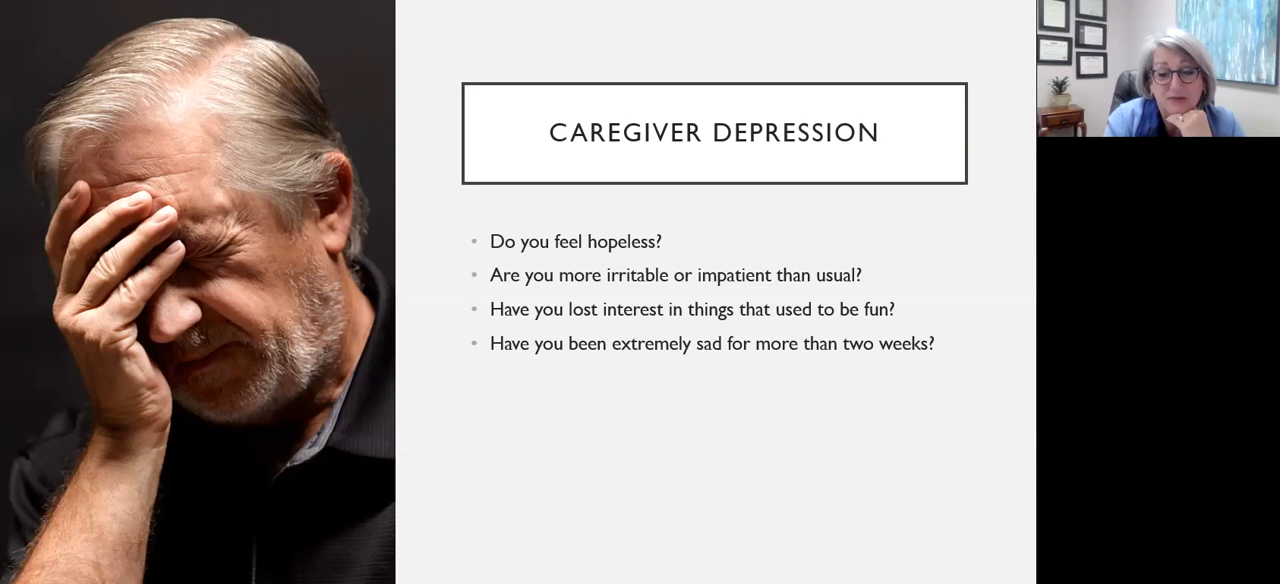 CAREGIVER DEPRESSION
• Do you feel hopeless?
• Are you more irritable or impatient than usual?
• Have you lost interest in things that used to be fun?
• Have you been extremely sad for more than two weeks?